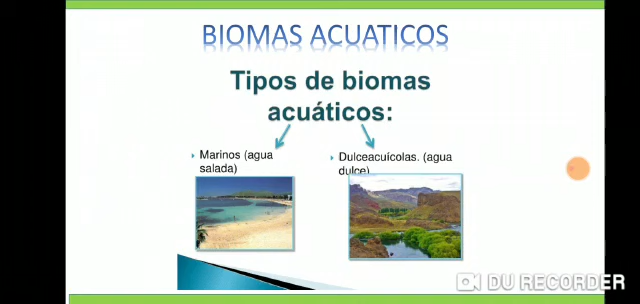 BIOMAS ACUATICOS
Tipos de biomas
acuáticos:
Marinos (agua
salada)
Dulceacuícolas. (agua
dulce)
DU RECORDER